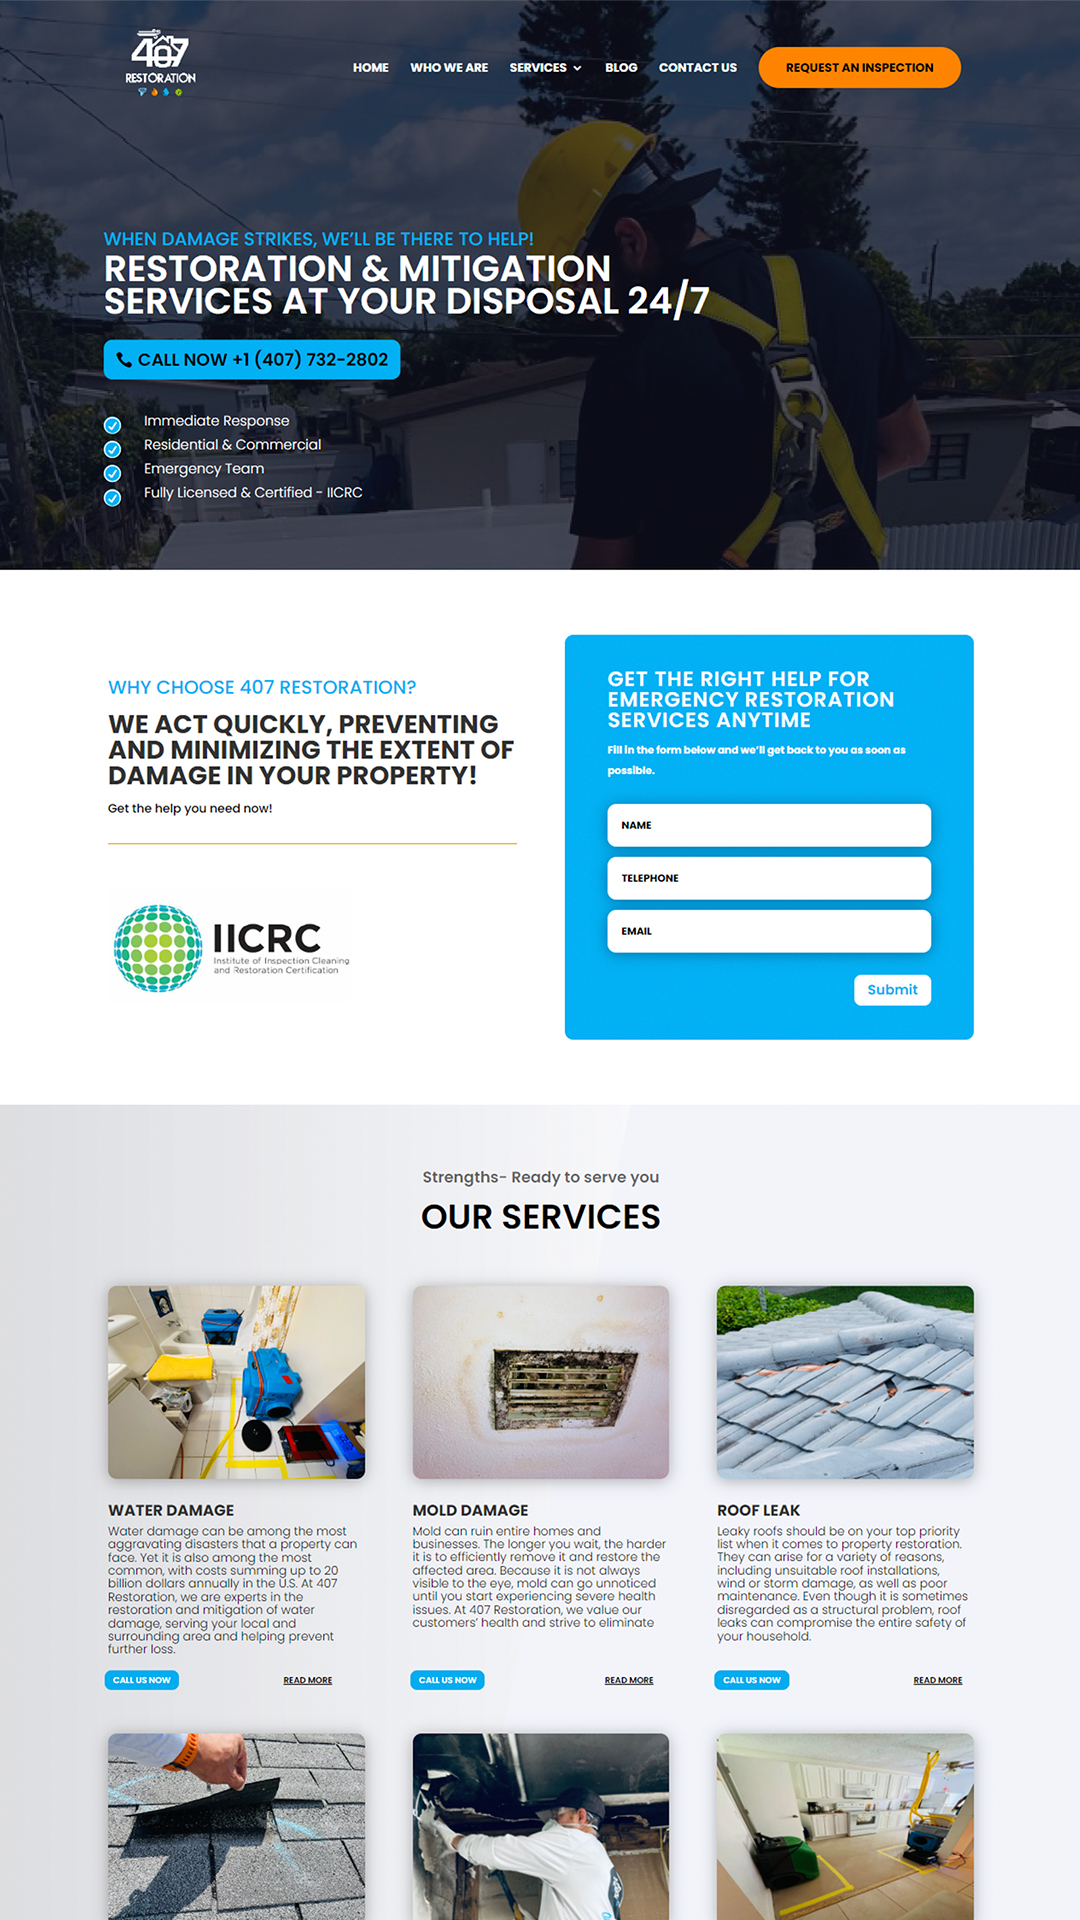 407
RESTORATION
HOME
WHO WE ARE
SERVICES
BLOG
CONTACT US
REQUEST AN INSPECTION
WHEN DAMAGE STRIKES, WE'LL BE THERE TO HELP!
RESTORATION & MITIGATION
SERVICES AT YOUR DISPOSAL 24/7
CALL NOW +1 (407) 732-2802
Immediate Response
Residential & Commercial
Emergency Team
Fully Licensed & Certified - IICRC
WHY CHOOSE 407 RESTORATION?
WE ACT QUICKLY, PREVENTING
AND MINIMIZING THE EXTENT OF
DAMAGE IN YOUR PROPERTY!
Get the help you need now!
IICRC
Institute of Inspection Cleaning
and Restoration Certification
GET THE RIGHT HELP FOR
EMERGENCY RESTORATION
SERVICES ANYTIME
Fill in the form below and we'll get back to you as soon as
possible.
NAME
TELEPHONE
EMAIL
Submit
Strengths- Ready to serve you
OUR SERVICES
WATER DAMAGE
Water damage can be among the most
aggravating disasters that a property can
face. Yet it is also among the most
common, with costs summing up to 20
billion dollars annually in the U.S. At 407
Restoration, we are experts in the
restoration and mitigation of water
damage, serving your local and
surrounding area and helping prevent
further loss.
CALL US NOW
READ MORE
MOLD DAMAGE
Mold can ruin entire homes and
businesses. The longer you wait, the harder
it is to efficiently remove it and restore the
affected area. Because it is not always
visible to the eye, mold can go unnoticed
until you start experiencing severe health
issues. At 407 Restoration, we value our
customers' health and strive to eliminate
CALL US NOW
READ MORE
ROOF LEAK
Leaky roofs should be on your top priority
list when it comes to property restoration.
They can arise for a variety of reasons,
including unsuitable roof installations,
wind or storm damage, as well as poor
maintenance. Even though it is sometimes
disregarded as a structural problem, roof
leaks can compromise the entire safety of
your household.
CALL US NOW
READ MORE